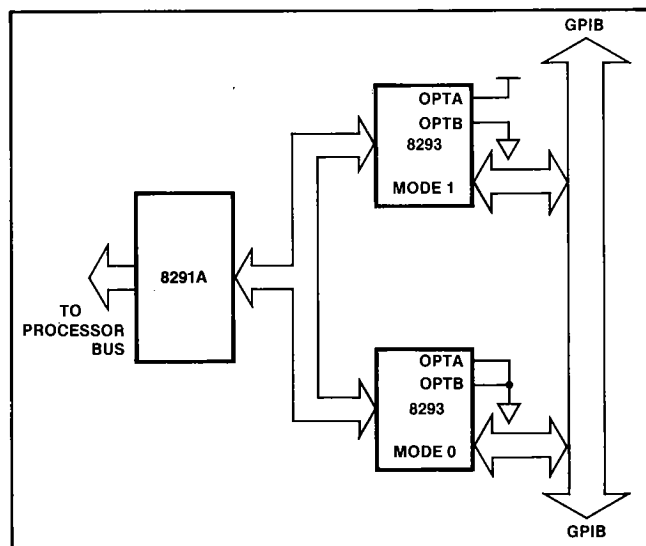 GPIB
OPTA
OPTB
8293
MODE 1
8291A
TO
PROCESSOR
BUS
OPTA
OPTB
8293
MODE 0
GPIB